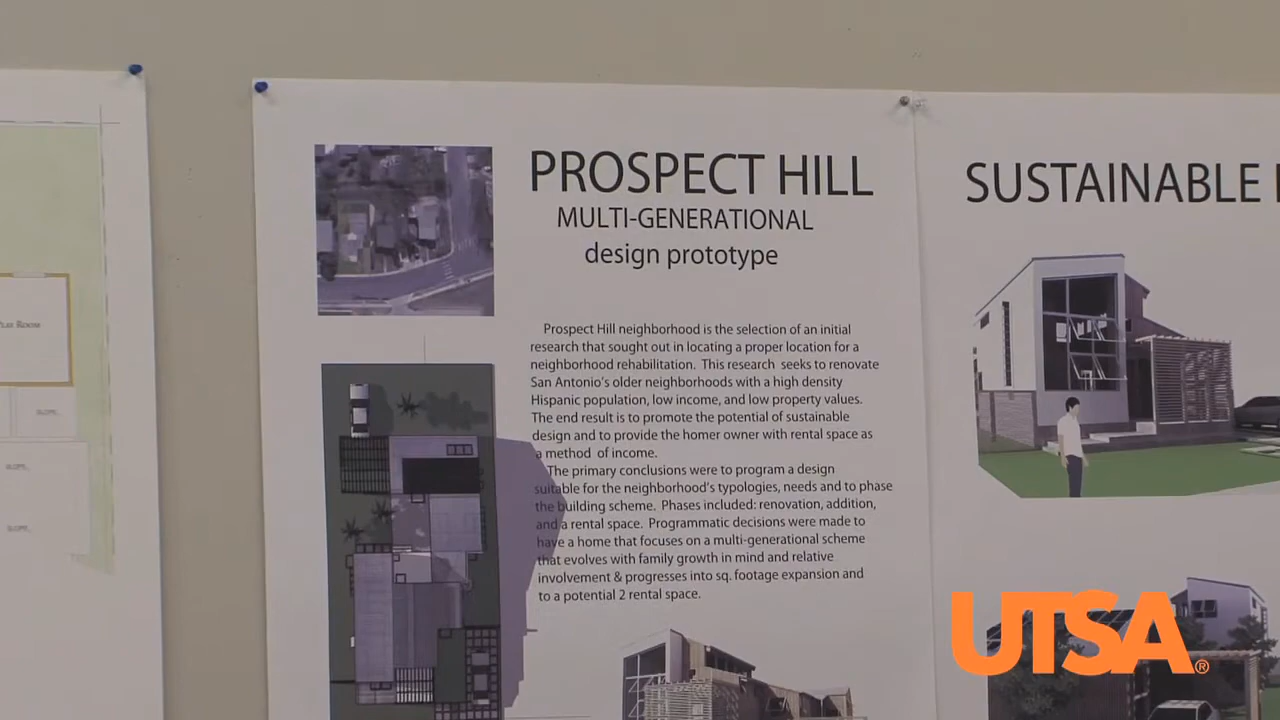 PROSPECT HILL
MULTI-GENERATIONAL
design prototype
Prospect Hill neighborhood is the selection of an initial
research that sought out in locating a proper location for a
neighborhood rehabilitation. This research seeks to renovate
San Antonio's older neighborhoods with a high density
Hispanic population, low income, and low property values.
The end result is to promote the potential of sustainable
design and to provide the homer owner with rental space as
a method of income.
The primary conclusions were to program a design
suitable for the neighborhood's typologies, needs and to phase
the building scheme. Phases included: renovation, addition,
and a rental space. Programmatic decisions were made to
have a home that focuses on a multi-generational scheme
that evolves with family growth in mind and relative
involvement & progresses into sq. footage expansion and
to a potential 2 rental space.
SUSTAINABLE
ROOM
SLOPE
SLOPE
SLOPE
UTSA®